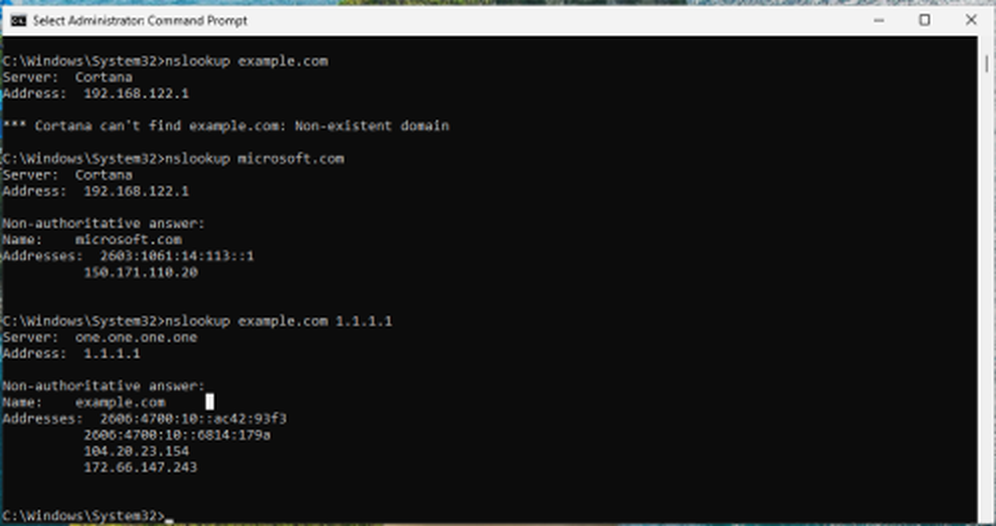 Select Administrator: Command Prompt
C:\Windows\System32>nslookup example.com
Server:  Cortana
Address:  192.168.122.1
*** Cortana can't find example.com: Non-existent domain
C:\Windows\System32>nslookup microsoft.com
Server:  Cortana
Address:  192.168.122.1
Non-authoritative answer:
Name:    microsoft.com
Addresses:  2603:1061:14:113::1
150.171.110.20
C:\Windows\System32>nslookup example.com 1.1.1.1
Server:  one.one.one.one
Address:  1.1.1.1
Non-authoritative answer:
Name:    example.com
Addresses:  2606:4700:10::ac42:93f3
2606:4700:10::6814:179a
104.20.23.154
172.66.147.243
C:\Windows\System32>